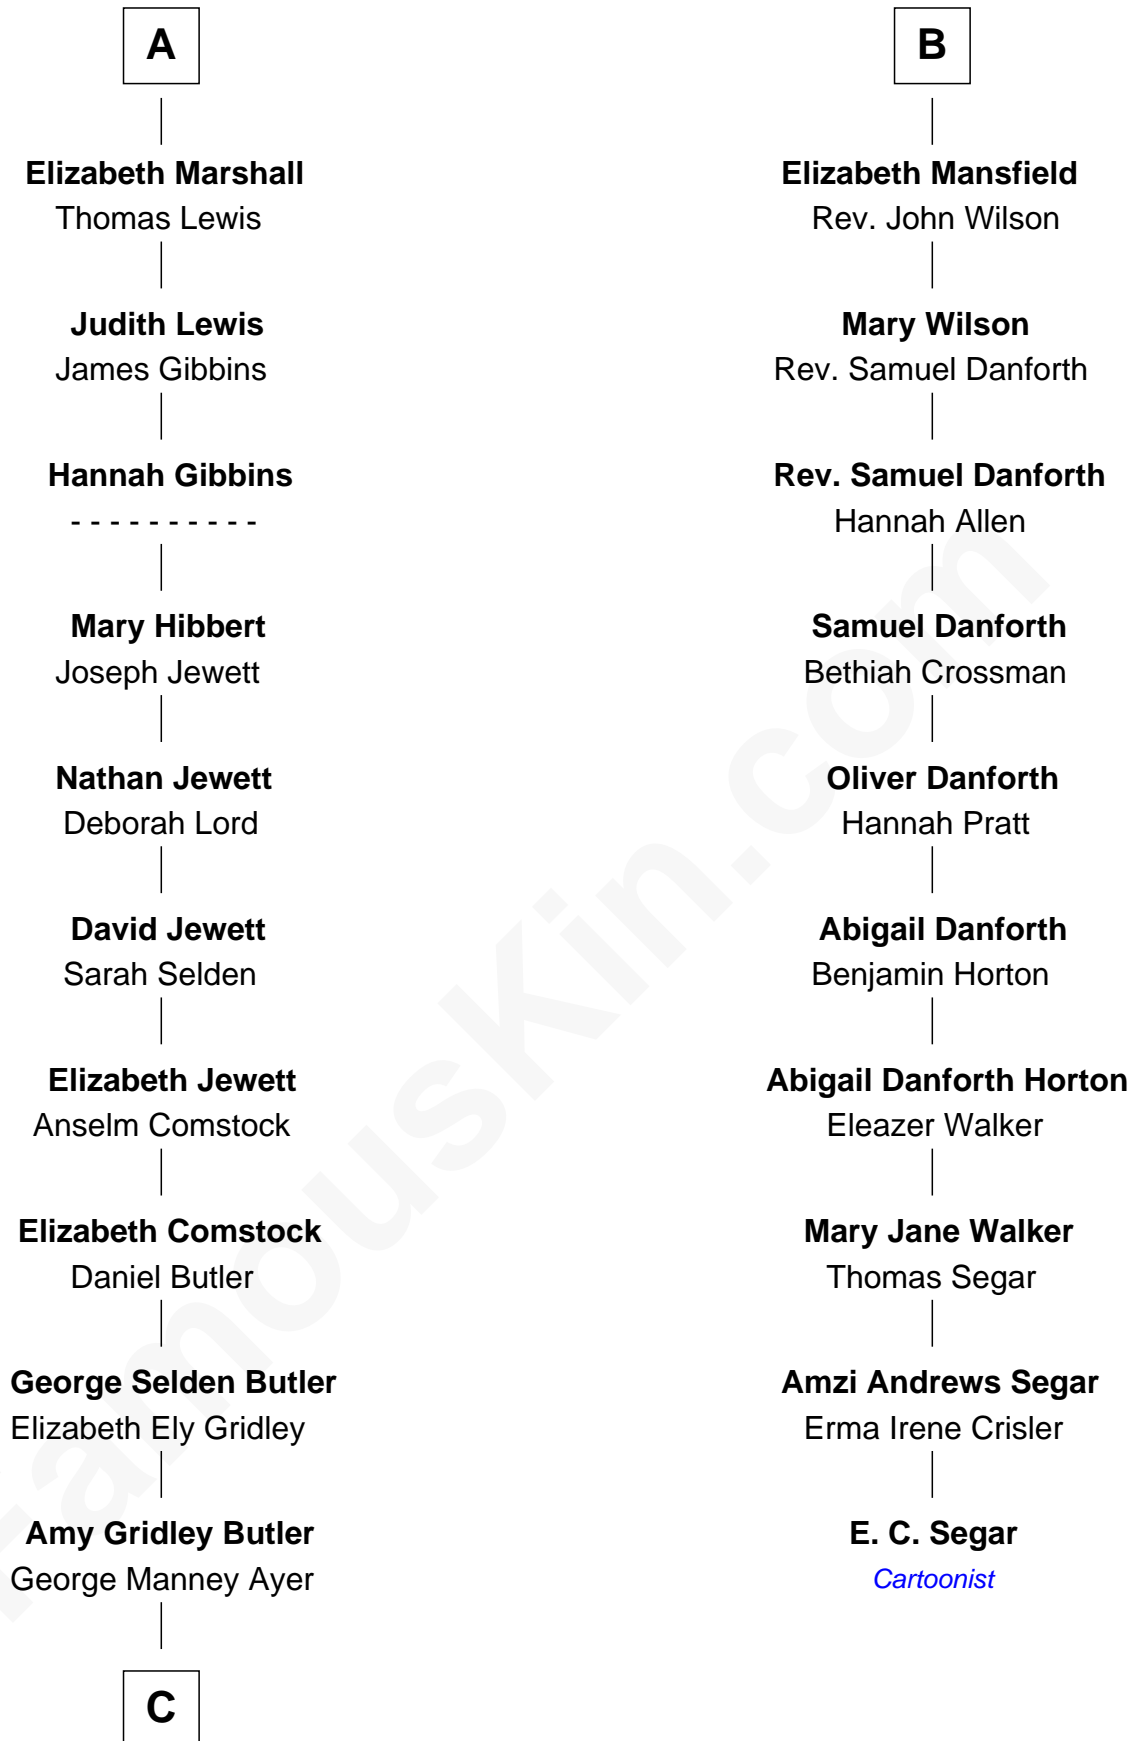 A
Elizabeth Marshall
Thomas Lewis
Judith Lewis
James Gibbins
Hannah Gibbins
- - - - - - - - - -
Mary Hibbert
Joseph Jewett
Nathan Jewett
Deborah Lord
David Jewett
Sarah Selden
Elizabeth Jewett
Anselm Comstock
Elizabeth Comstock
Daniel Butler
George Selden Butler
Elizabeth Ely Gridley
Amy Gridley Butler
George Manney Ayer
C
B
Elizabeth Mansfield
Rev. John Wilson
Mary Wilson
Rev. Samuel Danforth
Rev. Samuel Danforth
Hannah Allen
Samuel Danforth
Bethiah Crossman
Oliver Danforth
Hannah Pratt
Abigail Danforth
Benjamin Horton
Abigail Danforth Horton
Eleazer Walker
Mary Jane Walker
Thomas Segar
Amzi Andrews Segar
Erma Irene Crisler
E. C. Segar
Cartoonist
FamousKin.com